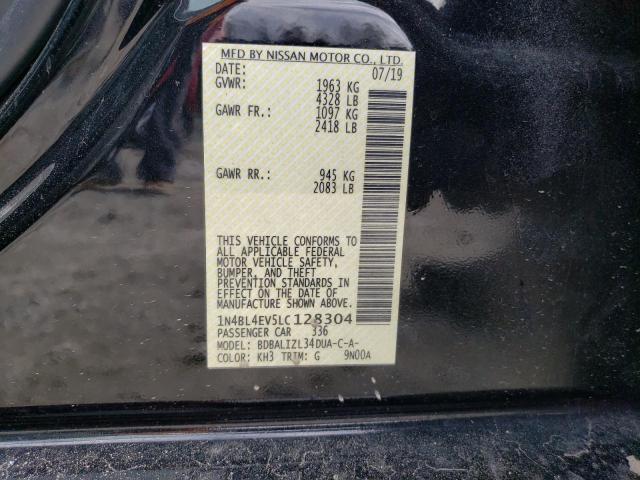 MFD BY NISSAN MOTOR CO., LTD.
DATE: 07/19
GVWR: 1963 KG
4328 LB
GAWR FR.: 1097 KG
2418 LB
GAWR RR.: 945 KG
2083 LB
THIS VEHICLE CONFORMS TO
ALL APPLICABLE FEDERAL
MOTOR VEHICLE SAFETY,
BUMPER, AND THEFT
PREVENTION STANDARDS IN
EFFECT ON THE DATE OF
MANUFACTURE SHOWN ABOVE.
1N4BL4EV5LC128304
PASSENGER CAR 336
MODEL: BDBALIZL34DUA-C-A-
COLOR: KH3 TRIM: G 9N00A